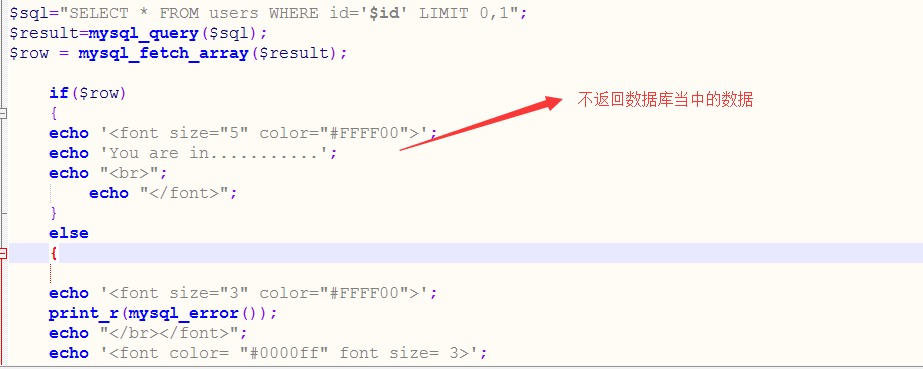 $sql="SELECT * FROM users WHERE id='$id' LIMIT 0,1";
$result=mysql_query($sql);
$row = mysql_fetch_array($result);
if($row)
{
echo '<font size="5" color="#FFFF00">';
不返回数据库当中的数据
echo 'You are in...........';
echo "<br>";
echo "</font>";
}
else
{
echo '<font size="3" color="#FFFF00">';
print_r(mysql_error());
echo "</br></font>";
echo '<font color= "#0000ff" font size= 3>';